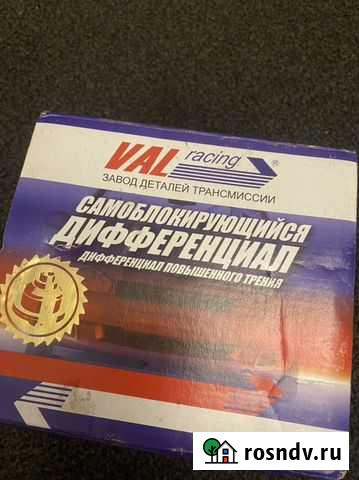 VAL racing ®
ЗАВОД ДЕТАЛЕЙ ТРАНСМИССИИ
САМОБЛОКИРУЮЩИЙСЯ
ДИФФЕРЕНЦИАЛ
ДИФФЕРЕНЦИАЛ ПОВЫШЕННОГО ТРЕНИЯ
rosndv.ru